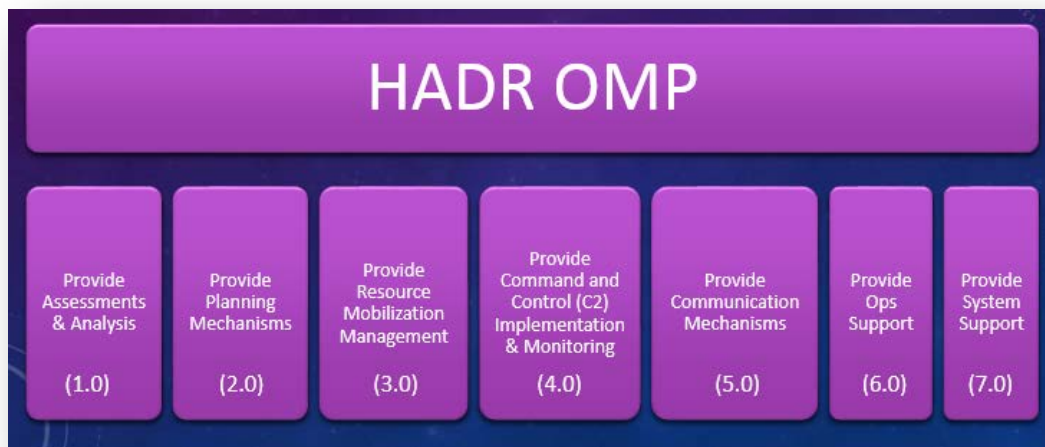 HADR OMP
Provide
Assessments
& Analysis
(1.0)
Provide
Planning
Mechanisms
(2.0)
Provide
Resource
Mobilization
Management
(3.0)
Provide
Command and
Control (C2)
Implementation
& Monitoring
(4.0)
Provide
Communication
Mechanisms
(5.0)
Provide
Ops
Support
(6.0)
Provide
System
Support
(7.0)